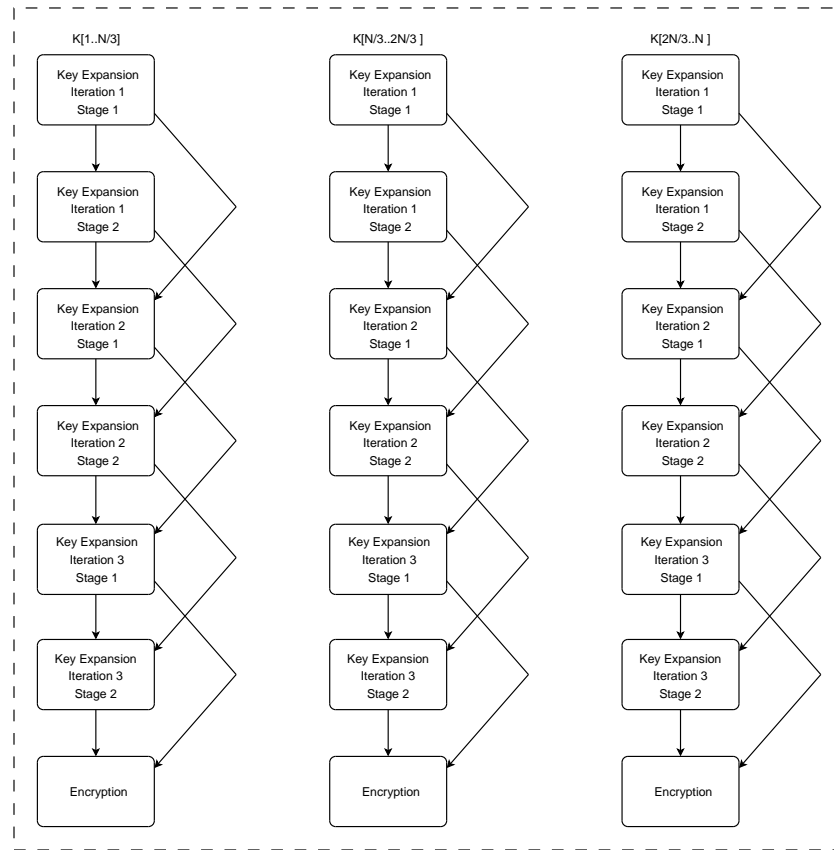 K[1..N/3]
Key Expansion
Iteration 1
Stage 1
Key Expansion
Iteration 1
Stage 2
Key Expansion
Iteration 2
Stage 1
Key Expansion
Iteration 2
Stage 2
Key Expansion
Iteration 3
Stage 1
Key Expansion
Iteration 3
Stage 2
Encryption
K[N/3..2N/3 ]
Key Expansion
Iteration 1
Stage 1
Key Expansion
Iteration 1
Stage 2
Key Expansion
Iteration 2
Stage 1
Key Expansion
Iteration 2
Stage 2
Key Expansion
Iteration 3
Stage 1
Key Expansion
Iteration 3
Stage 2
Encryption
K[2N/3..N ]
Key Expansion
Iteration 1
Stage 1
Key Expansion
Iteration 1
Stage 2
Key Expansion
Iteration 2
Stage 1
Key Expansion
Iteration 2
Stage 2
Key Expansion
Iteration 3
Stage 1
Key Expansion
Iteration 3
Stage 2
Encryption